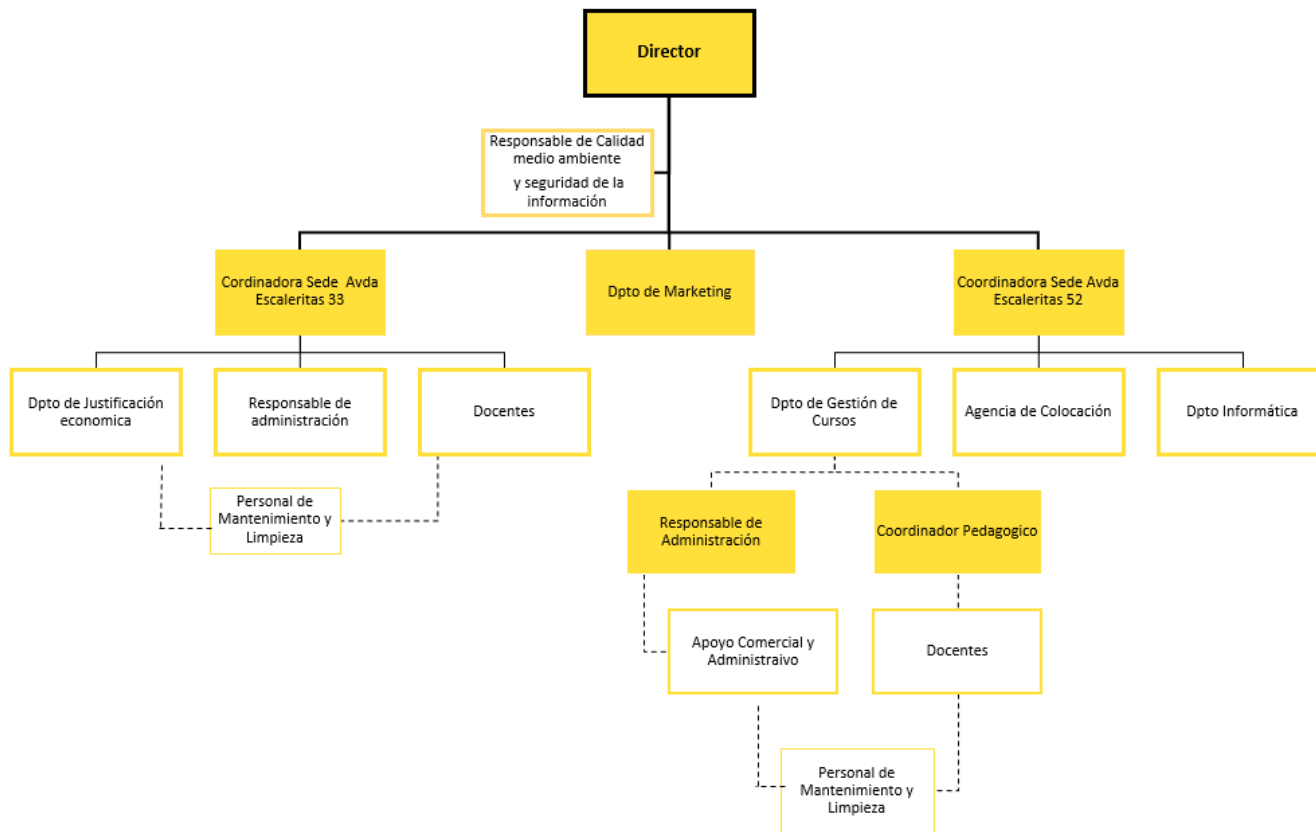 Director
Responsable de Calidad
medio ambiente
y seguridad de la
información
Cordinadora Sede Avda
Escaleritas 33
Dpto de Marketing
Coordinadora Sede Avda
Escaleritas 52
Dpto de Justificación
economica
Responsable de
administración
Docentes
Dpto de Gestión de
Cursos
Agencia de Colocación
Dpto Informática
Personal de
Mantenimiento y
Limpieza
Responsable de
Administración
Coordinador Pedagogico
Apoyo Comercial y
Administraivo
Docentes
Personal de
Mantenimiento y
Limpieza